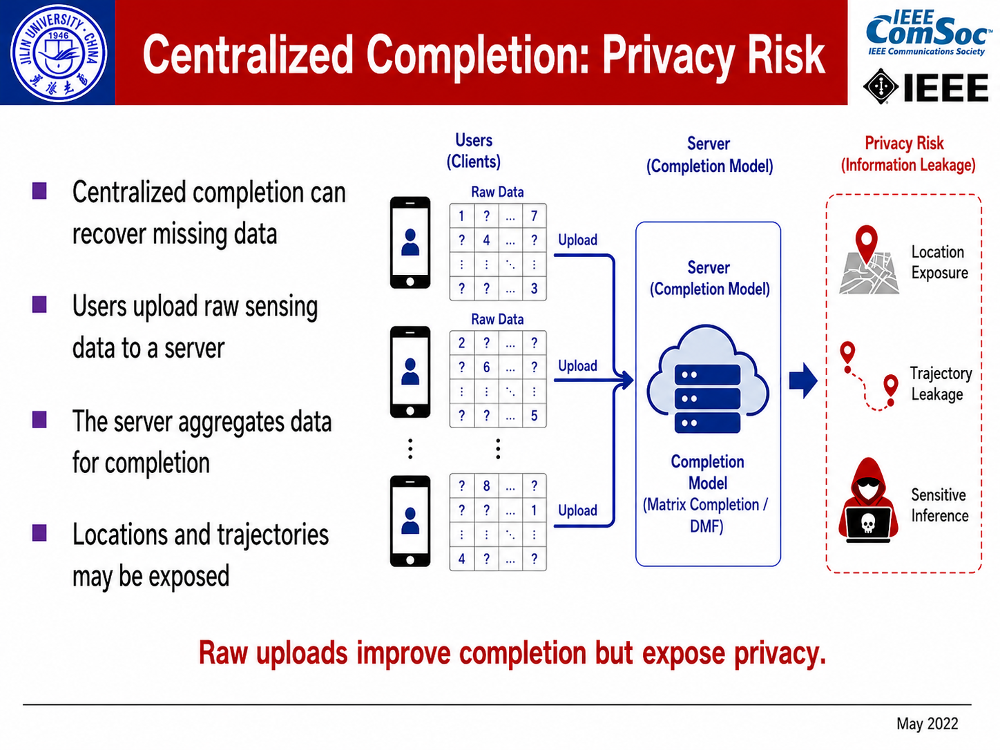 JILIN UNIVERSITY · CHINA
1946
Centralized Completion: Privacy Risk
IEEE
ComSoc™
IEEE Communications Society
IEEE
Centralized completion can
recover missing data
Users upload raw sensing
data to a server
The server aggregates data
for completion
Locations and trajectories
may be exposed
Users
(Clients)
Raw Data
1 ? ... 7
? 4 ... ?
⋮ ⋮ ⋱ ⋮
? ? ... 3
Upload
Raw Data
2 ? ... ?
? 6 ... ?
⋮ ⋮ ⋱ ⋮
? ? ... 5
Upload
⋮ ⋮
? 8 ... ?
? ? ... 1
⋮ ⋮ ⋱ ⋮
4 ? ... ?
Upload
Server
(Completion Model)
Server
(Completion Model)
Completion
Model
(Matrix Completion /
DMF)
Privacy Risk
(Information Leakage)
Location
Exposure
Trajectory
Leakage
Sensitive
Inference
Raw uploads improve completion but expose privacy.
May 2022